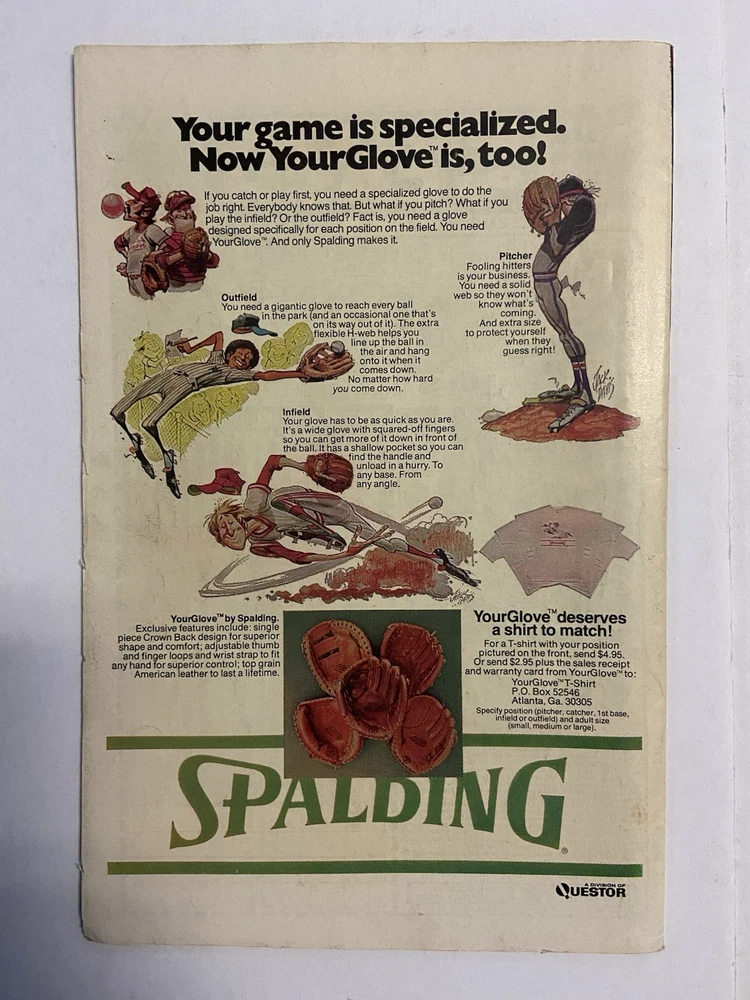 Your game is specialized.
Now YourGlove™ is, too!
If you catch or play first, you need a specialized glove to do the
job right. Everybody knows that. But what if you pitch? What if you
play the infield? Or the outfield? Fact is, you need a glove
designed specifically for each position on the field. You need
YourGlove™. And only Spalding makes it.
Pitcher
Fooling hitters
is your business.
You need a solid
web so they won't
know what's
coming.
And extra size
to protect yourself
when they
guess right!
JACK
DAVIS
Outfield
You need a gigantic glove to reach every ball
in the park (and an occasional one that's
on its way out of it). The extra
flexible H-web helps you
line up the ball in
the air and hang
onto it when it
comes down.
No matter how hard
you come down.
Infield
Your glove has to be as quick as you are.
It's a wide glove with squared-off fingers
so you can get more of it down in front of
the ball. It has a shallow pocket so you can
find the handle and
unload in a hurry. To
any base. From
any angle.
YourGlove™ by Spalding.
Exclusive features include: single
piece Crown Back design for superior
shape and comfort; adjustable thumb
and finger loops and wrist strap to fit
any hand for superior control; top grain
American leather to last a lifetime.
YourGlove™ deserves
a shirt to match!
For a T-shirt with your position
pictured on the front, send $4.95.
Or send $2.95 plus the sales receipt
and warranty card from YourGlove™ to:
YourGlove™ T-Shirt
P.O. Box 52546
Atlanta, Ga. 30305
Specify position (pitcher, catcher, 1st base,
infield or outfield) and adult size
(small, medium or large).
SPALDING®
A DIVISION OF
QUESTOR